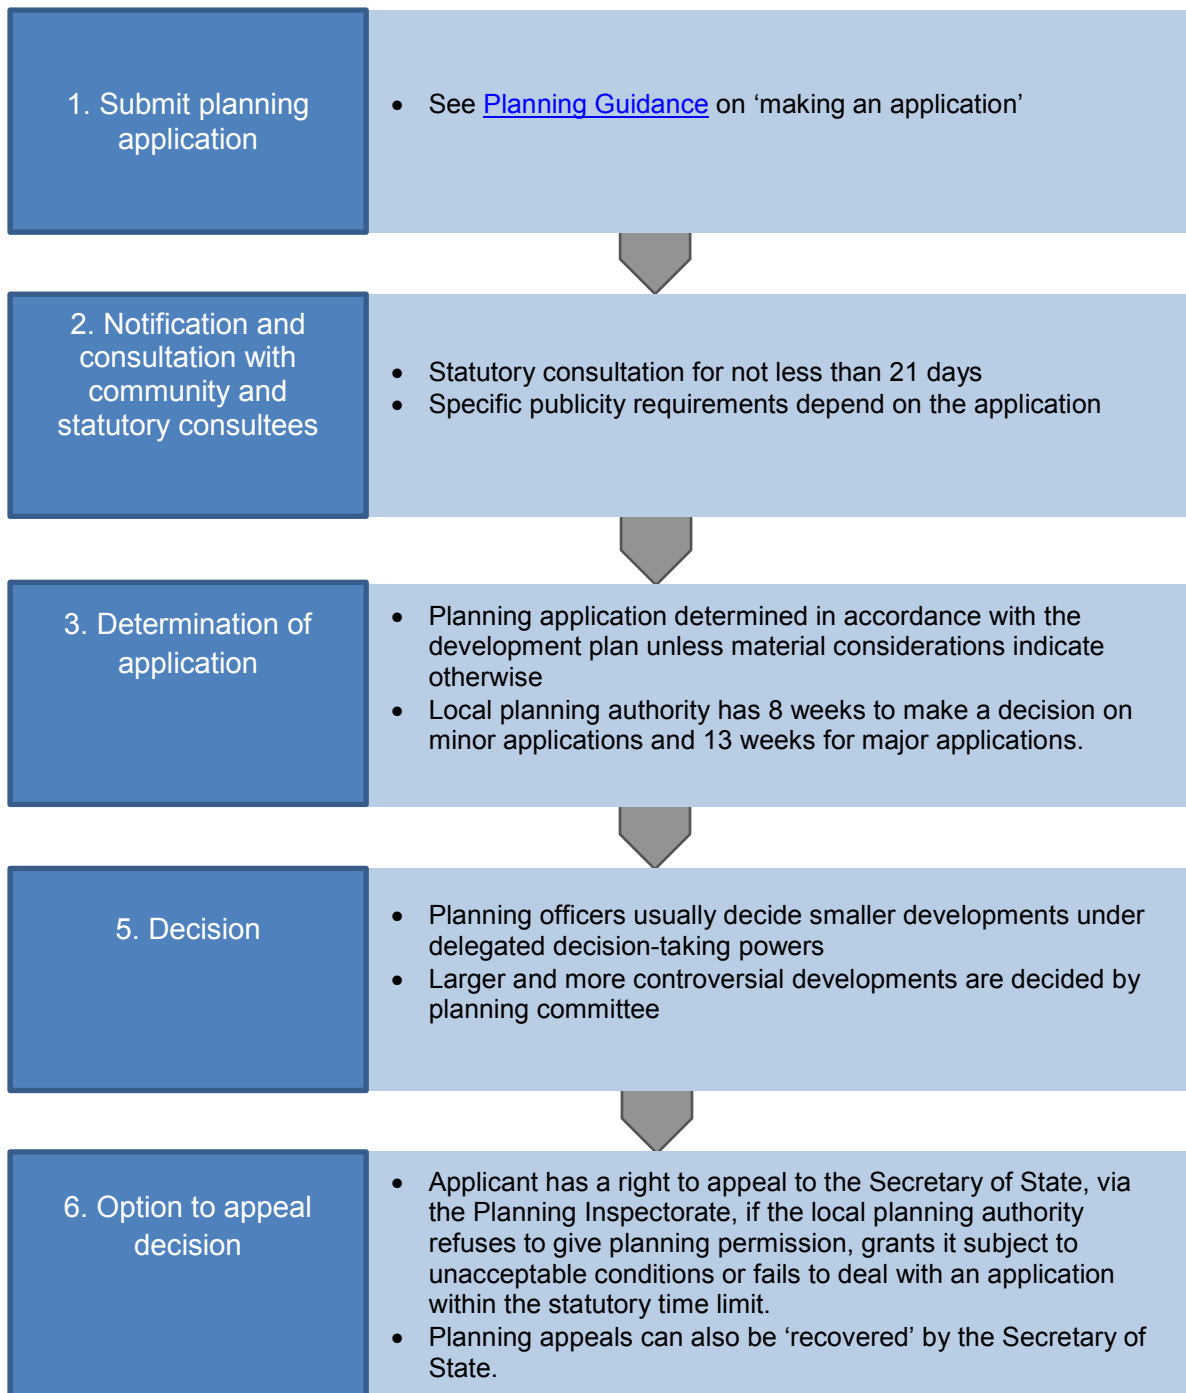 1. Submit planning
application
• See Planning Guidance on ‘making an application’
2. Notification and
consultation with
community and
statutory consultees
• Statutory consultation for not less than 21 days
• Specific publicity requirements depend on the application
3. Determination of
application
• Planning application determined in accordance with the
development plan unless material considerations indicate
otherwise
• Local planning authority has 8 weeks to make a decision on
minor applications and 13 weeks for major applications.
5. Decision
• Planning officers usually decide smaller developments under
delegated decision-taking powers
• Larger and more controversial developments are decided by
planning committee
6. Option to appeal
decision
• Applicant has a right to appeal to the Secretary of State, via
the Planning Inspectorate, if the local planning authority
refuses to give planning permission, grants it subject to
unacceptable conditions or fails to deal with an application
within the statutory time limit.
• Planning appeals can also be ‘recovered’ by the Secretary of
State.